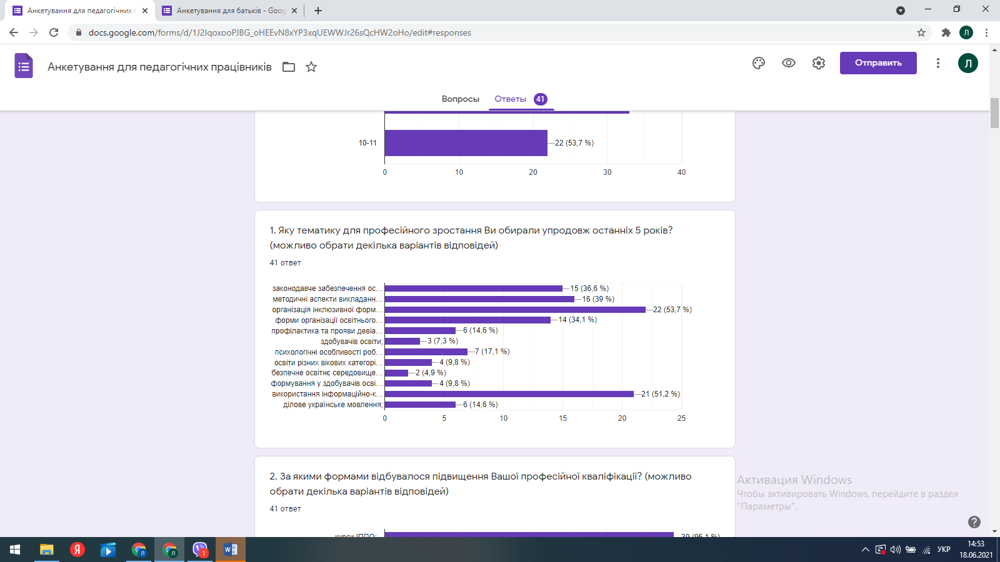 Анкетування для педагогічних п
Анкетування для батьків - Goog
docs.google.com/forms/d/1J2IqoxooPJBG_oHEEvN8xYP3xqUEWWJr26sQcHW2oHo/edit#responses
Л
Анкетування для педагогічних працівників
Отправить
Л
Вопросы
Ответы 41
10-11
22 (53,7 %)
0 10 20 30 40
1. Яку тематику для професійного зростання Ви обирали упродовж останніх 5 років?
(можливо обрати декілька варіантів відповідей)
41 ответ
законодавче забезпечення ос... 15 (36,6 %)
методичні аспекти викладанн... 16 (39 %)
організація інклюзивної форм... 22 (53,7 %)
форми організації освітнього... 14 (34,1 %)
профілактика та прояви девіа... 6 (14,6 %)
здобувачів освіти; 3 (7,3 %)
психологічні особливості роб... 7 (17,1 %)
освіти різних вікових категорі... 4 (9,8 %)
безпечне освітнє середовище... 2 (4,9 %)
формування у здобувачів осві... 4 (9,8 %)
використання інформаційно-к... 21 (51,2 %)
ділове українське мовлення; 6 (14,6 %)
0 5 10 15 20 25
2. За якими формами відбувалося підвищення Вашої професійної кваліфікації? (можливо
обрати декілька варіантів відповідей)
41 ответ
курси ІППО; 39 (95,1 %)
Активация Windows
Чтобы активировать Windows, перейдите в раздел
"Параметры".
Я
Л
Л
1
УКР
14:53
18.06.2021